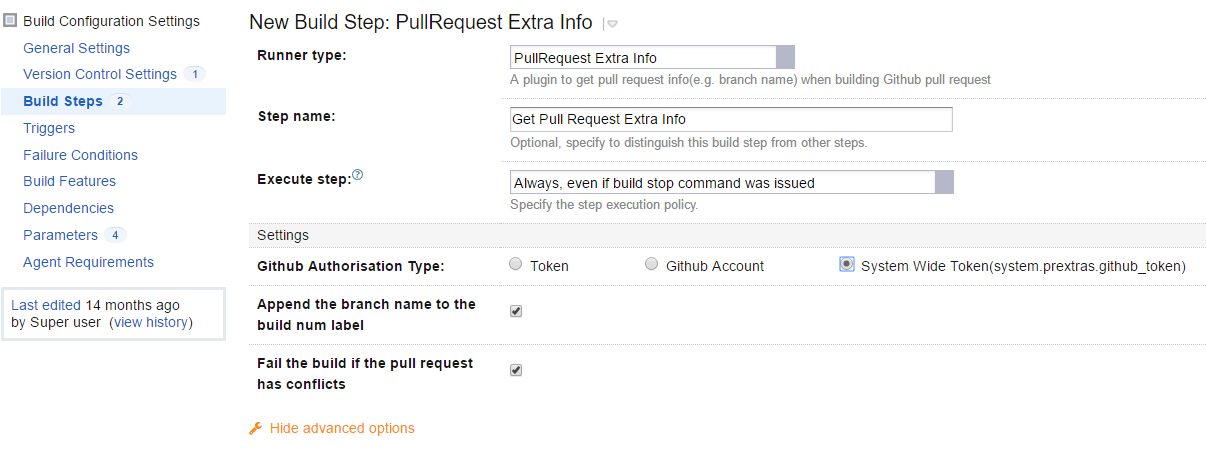 Build Configuration Settings
General Settings
Version Control Settings 1
Build Steps 2
Triggers
Failure Conditions
Build Features
Dependencies
Parameters 4
Agent Requirements
Last edited 14 months ago
by Super user (view history)
New Build Step: PullRequest Extra Info
Runner type: PullRequest Extra Info
A plugin to get pull request info(e.g. branch name) when building Github pull request
Step name: Get Pull Request Extra Info
Optional, specify to distinguish this build step from other steps.
Execute step:? Always, even if build stop command was issued
Specify the step execution policy.
Settings
Github Authorisation Type: Token Github Account System Wide Token(system.prextras.github_token)
Append the branch name to the
build num label
Fail the build if the pull request
has conflicts
Hide advanced options